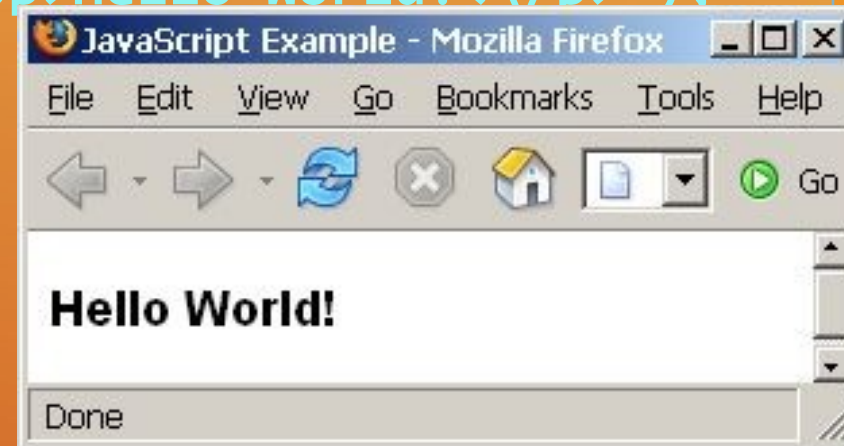 JavaScript Example - Mozilla Firefox
File Edit View Go Bookmarks Tools Help
Go
Hello World!
Done